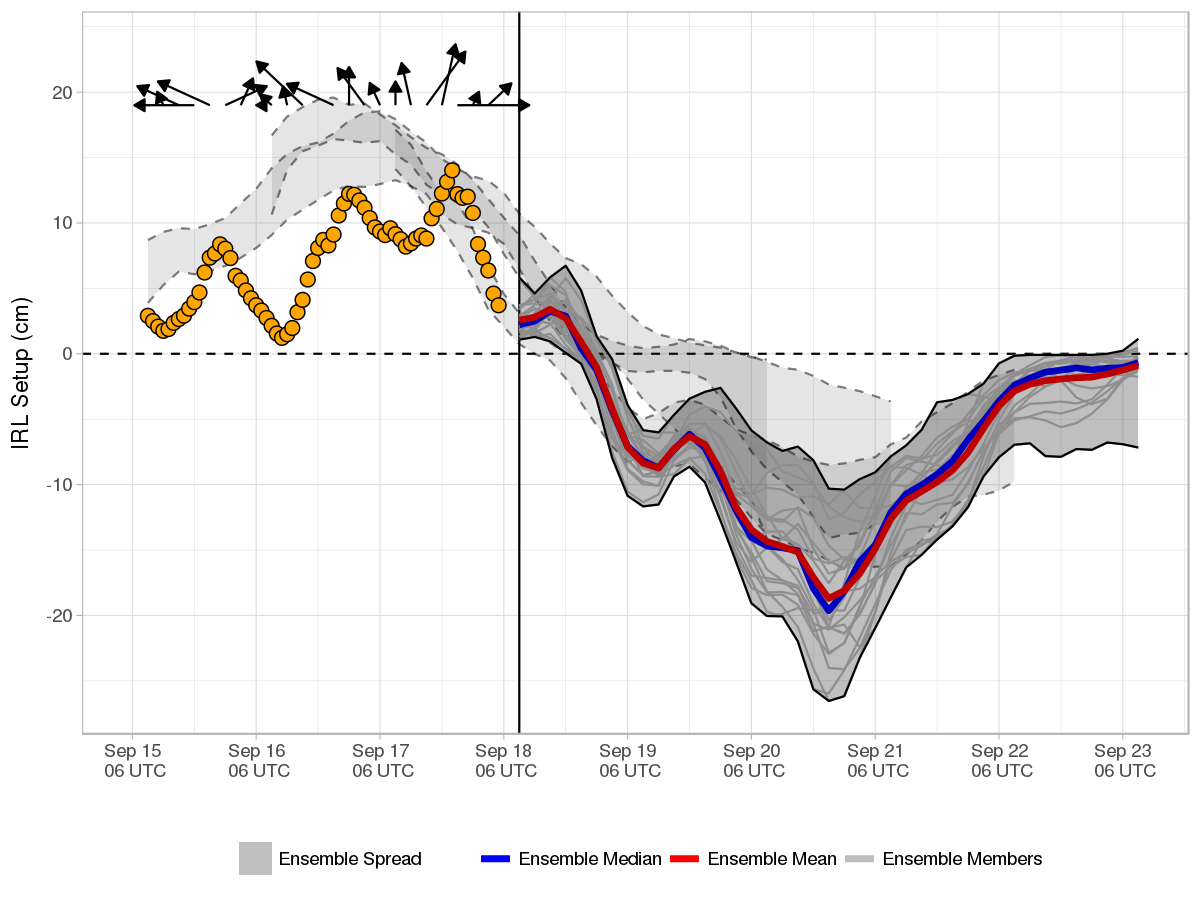 IRL Setup (cm)
20
10
0
-10
-20
Sep 15 Sep 16 Sep 17 Sep 18 Sep 19 Sep 20 Sep 21 Sep 22 Sep 23
06 UTC 06 UTC 06 UTC 06 UTC 06 UTC 06 UTC 06 UTC 06 UTC 06 UTC
Ensemble Spread Ensemble Median Ensemble Mean Ensemble Members